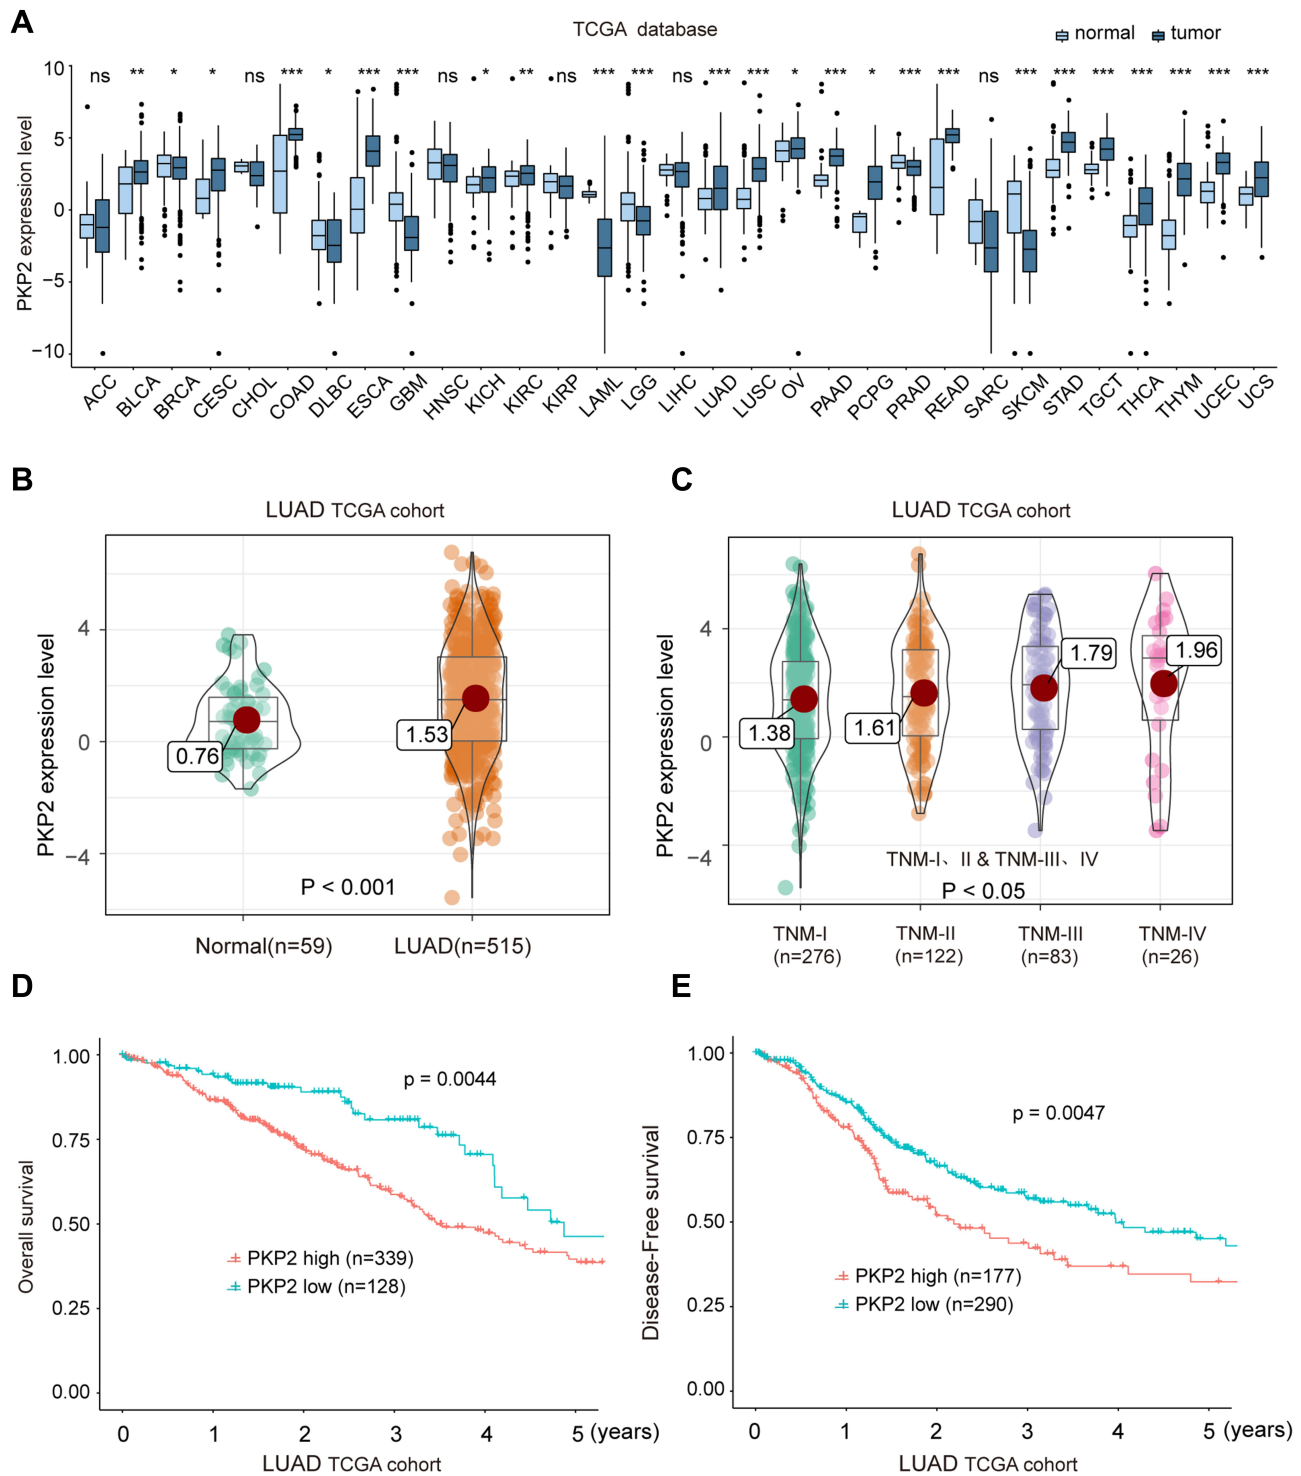 A
TCGA database
normal tumor
ns ** * * ns *** * *** *** ns * ** ns *** *** ns *** *** * *** * *** *** ns *** *** *** *** *** *** ***
PKP2 expression level
10
5
0
−5
−10
ACC BLCA BRCA CESC CHOL COAD DLBC ESCA GBM HNSC KICH KIRC KIRP LAML LGG LIHC LUAD LUSC OV PAAD PCPG PRAD READ SARC SKCM STAD TGCT THCA THYM UCEC UCS
B
LUAD TCGA cohort
PKP2 expression level
4
0
−4
0.76
1.53
P < 0.001
Normal(n=59) LUAD(n=515)
C
LUAD TCGA cohort
PKP2 expression level
4
0
−4
1.38
1.61
1.79
1.96
TNM-I、II & TNM-III、IV
P < 0.05
TNM-I TNM-II TNM-III TNM-IV
(n=276) (n=122) (n=83) (n=26)
D
Overall survival
1.00
0.75
0.50
0.25
0.00
p = 0.0044
PKP2 high (n=339)
PKP2 low (n=128)
0 1 2 3 4 5 (years)
LUAD TCGA cohort
E
Disease-Free survival
1.00
0.75
0.50
0.25
0.00
p = 0.0047
PKP2 high (n=177)
PKP2 low (n=290)
0 1 2 3 4 5 (years)
LUAD TCGA cohort